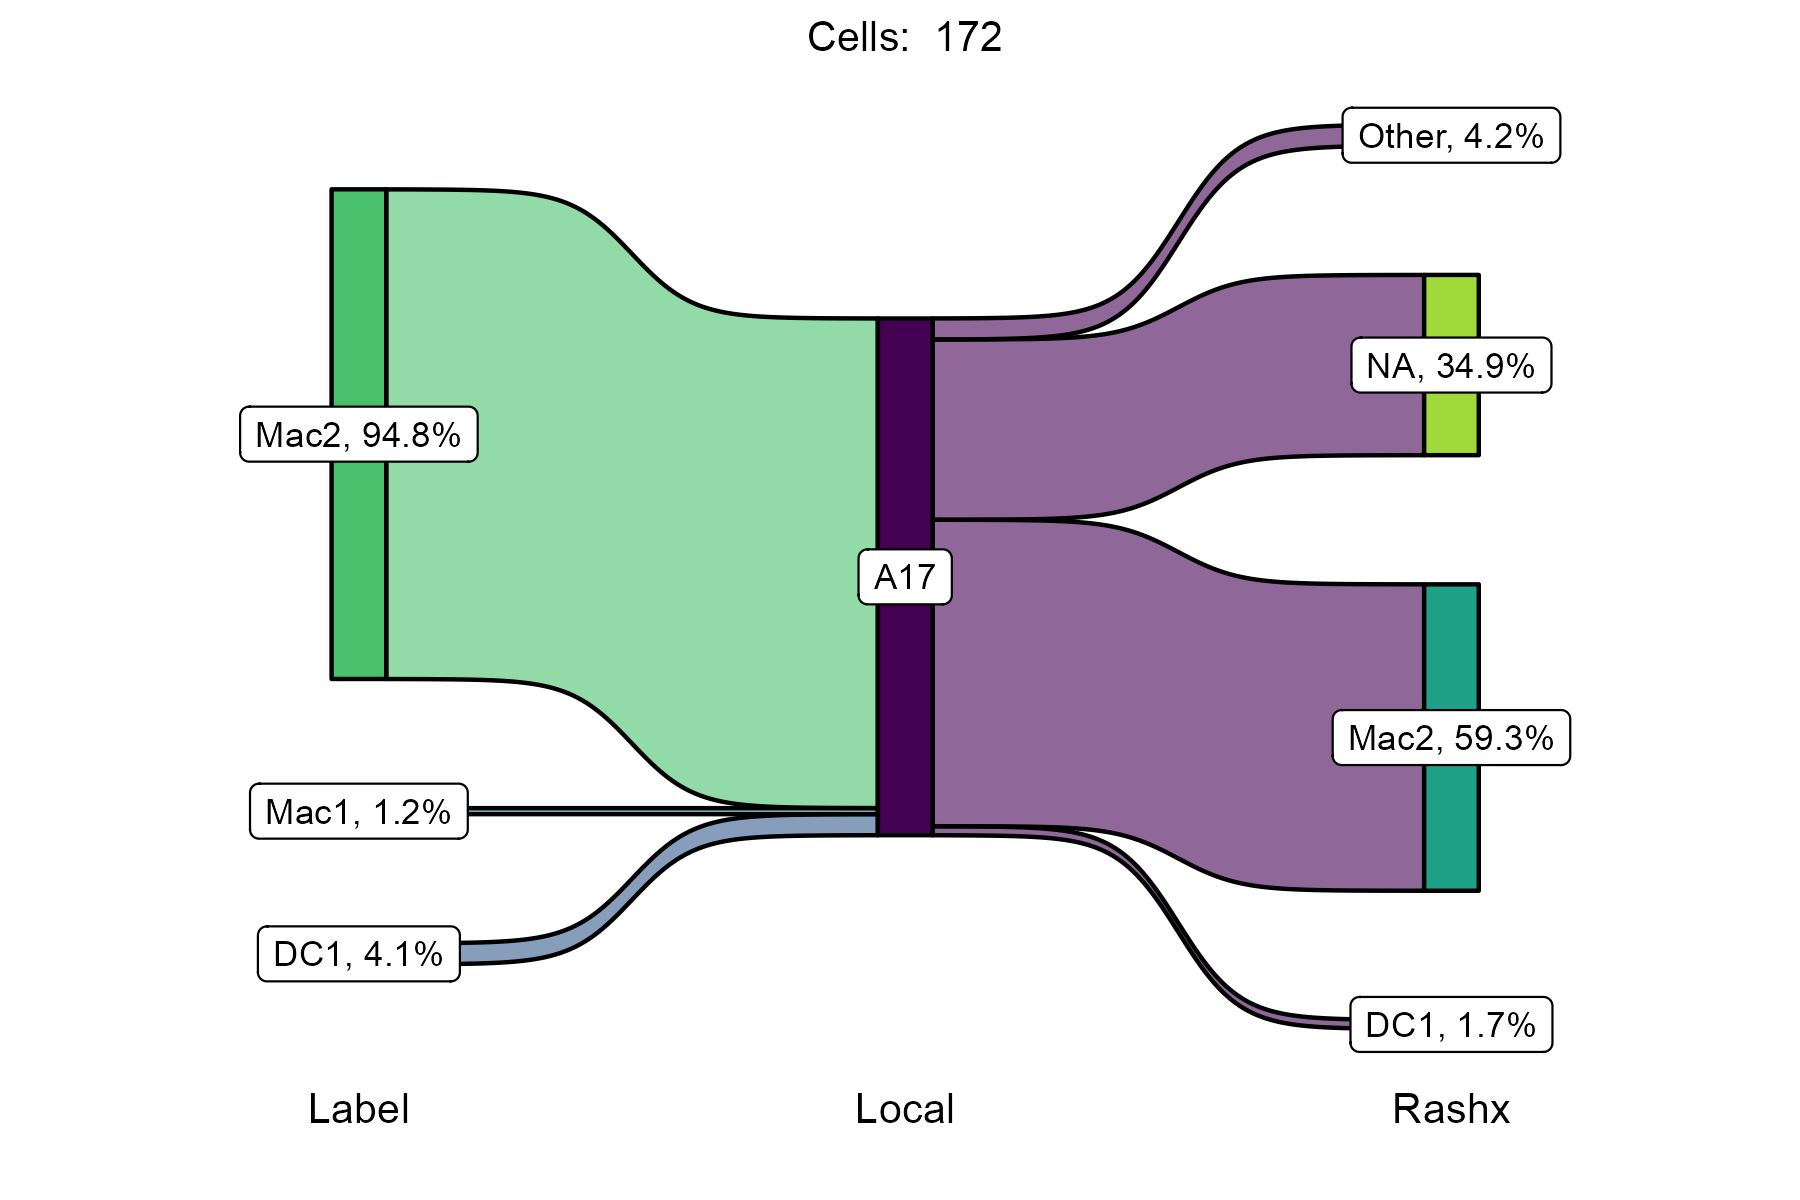 Cells:  172
Other, 4.2%
NA, 34.9%
Mac2, 94.8%
A17
Mac2, 59.3%
Mac1, 1.2%
DC1, 4.1%
DC1, 1.7%
Label
Local
Rashx